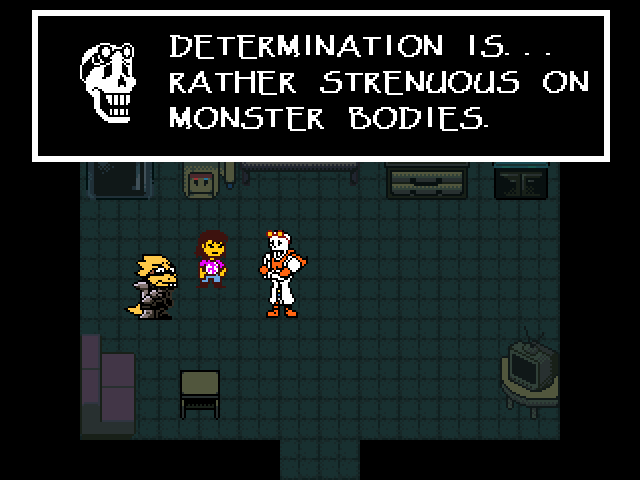 DETERMINATION IS...
RATHER STRENUOUS ON
MONSTER BODIES.